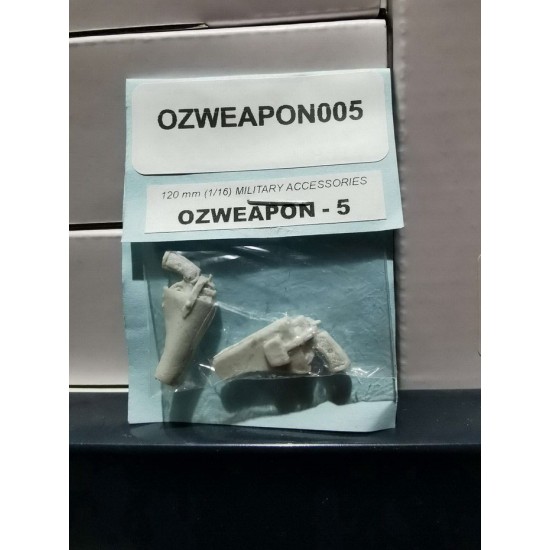 OZWEAPON005
120 mm (1/16) MILITARY ACCESSORIES
OZWEAPON - 5